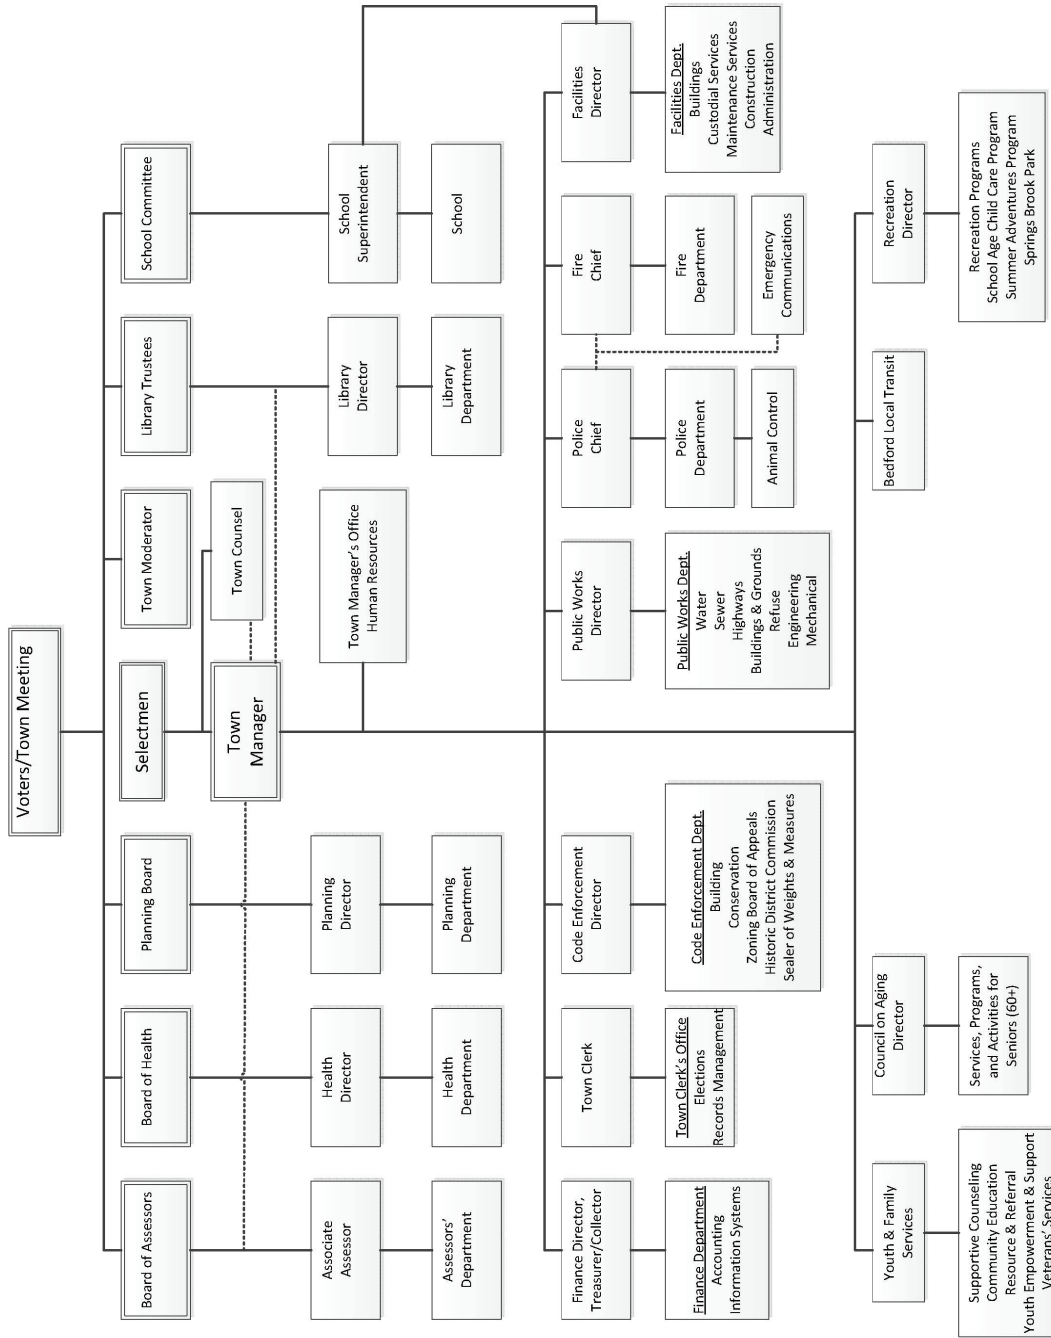 Voters/Town Meeting
Board of Assessors
Board of Health
Planning Board
Selectmen
Town Moderator
Library Trustees
School Committee
Town
Manager
Town Counsel
Associate
Assessor
Health
Director
Planning
Director
Town Manager's Office
Human Resources
Library
Director
School
Superintendent
Assessors'
Department
Health
Department
Planning
Department
Library
Department
School
Finance Director,
Treasurer/Collector
Town Clerk
Code Enforcement
Director
Public Works
Director
Police
Chief
Fire
Chief
Facilities
Director
Finance Department
Accounting
Information Systems
Town Clerk's Office
Elections
Records Management
Code Enforcement Dept.
Building
Conservation
Zoning Board of Appeals
Historic District Commission
Sealer of Weights & Measures
Public Works Dept.
Water
Sewer
Highways
Buildings & Grounds
Refuse
Engineering
Mechanical
Police
Department
Animal Control
Fire
Department
Emergency
Communications
Facilities Dept.
Buildings
Custodial Services
Maintenance Services
Construction
Administration
Youth & Family
Services
Council on Aging
Director
Bedford Local Transit
Recreation
Director
Supportive Counseling
Community Education
Resource & Referral
Youth Empowerment & Support
Veterans' Services
Services, Programs,
and Activities for
Seniors (60+)
Recreation Programs
School Age Child Care Program
Summer Adventures Program
Springs Brook Park